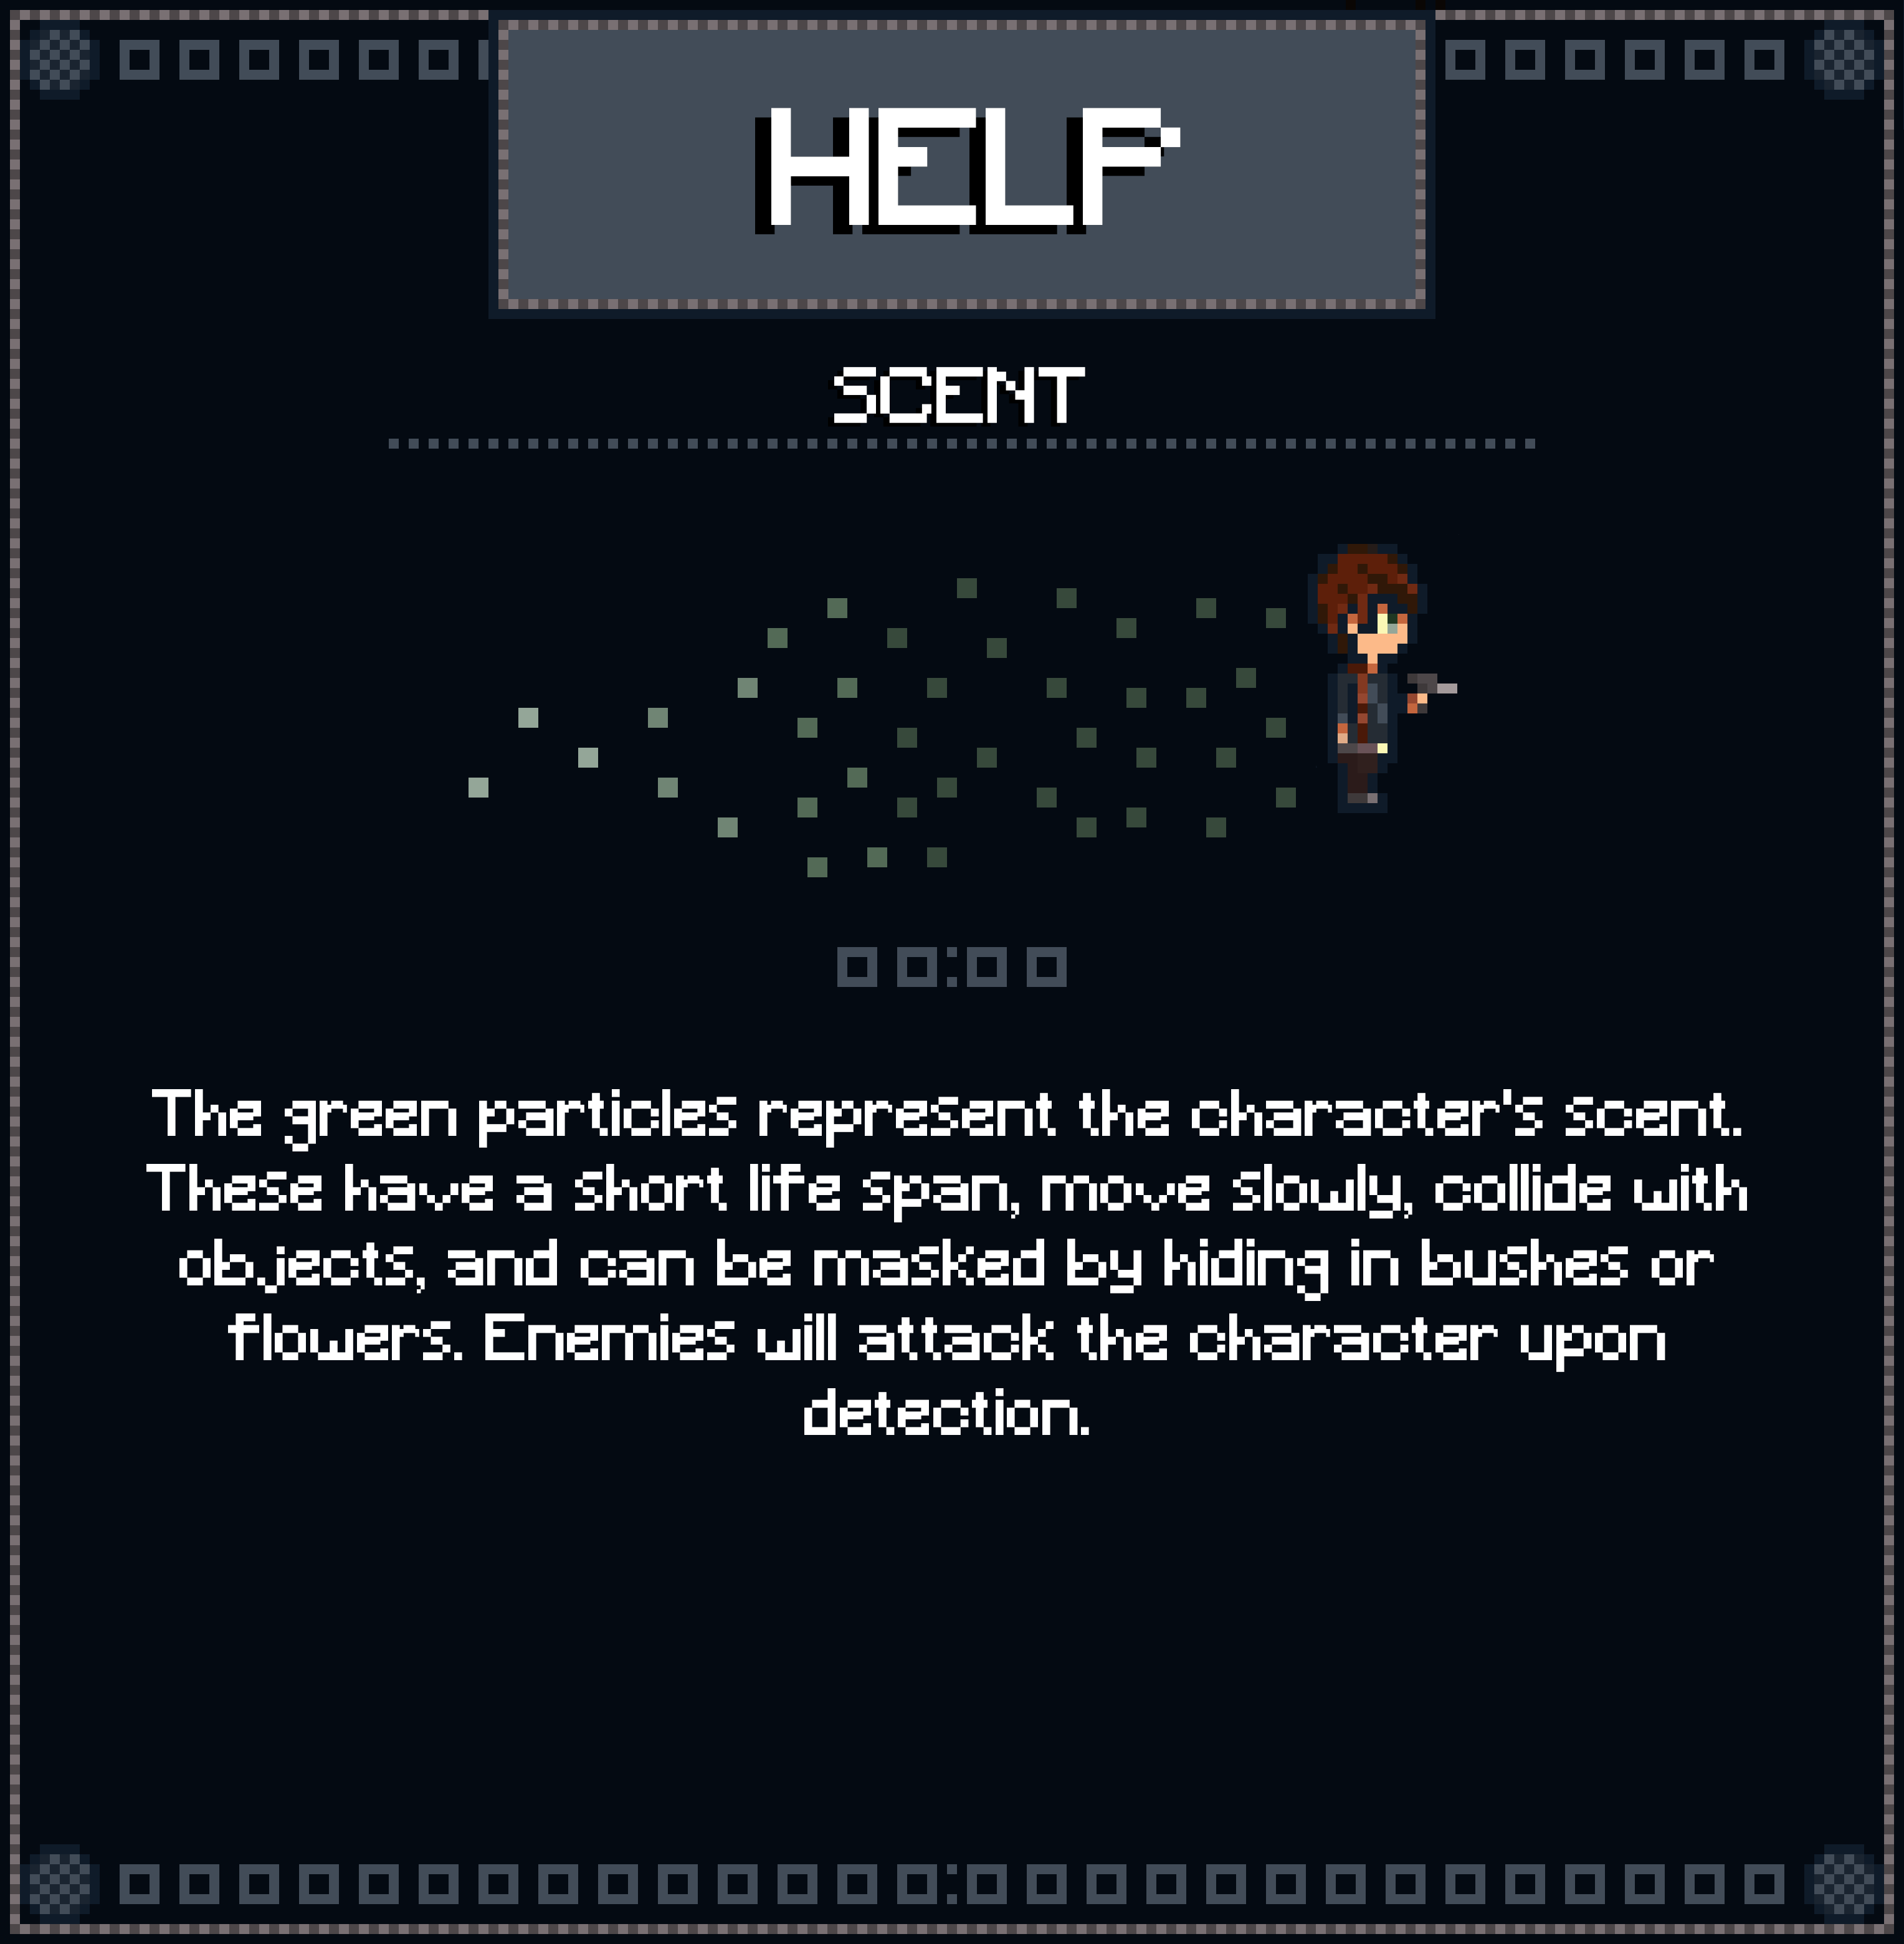 HELP
SCENT
The green particles represent the character's scent.
These have a short life span, move slowly, collide with
objects, and can be masked by hiding in bushes or
flowers. Enemies will attack the character upon
detection.